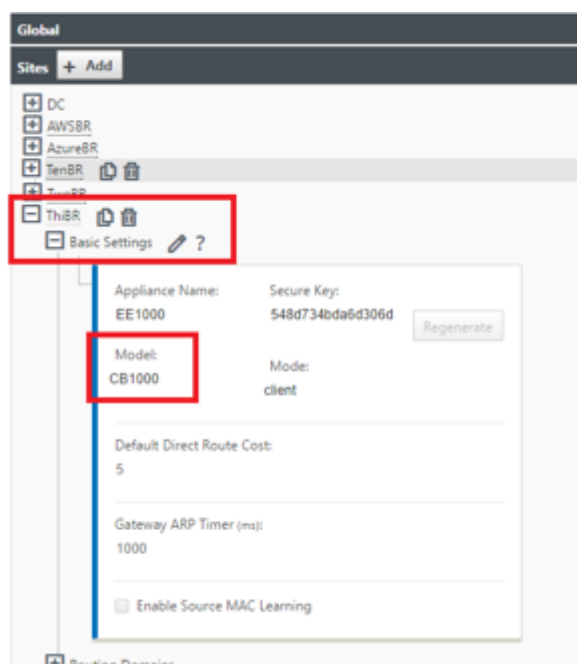 Global
Sites + Add
DC
AWSBR
AzureBR
TenBR
ThiBR
Basic Settings ?
Appliance Name: Secure Key:
EE1000 548d734bda6d306d Regenerate
Model: Mode:
CB1000 client
Default Direct Route Cost:
5
Gateway ARP Timer (ms):
1000
Enable Source MAC Learning